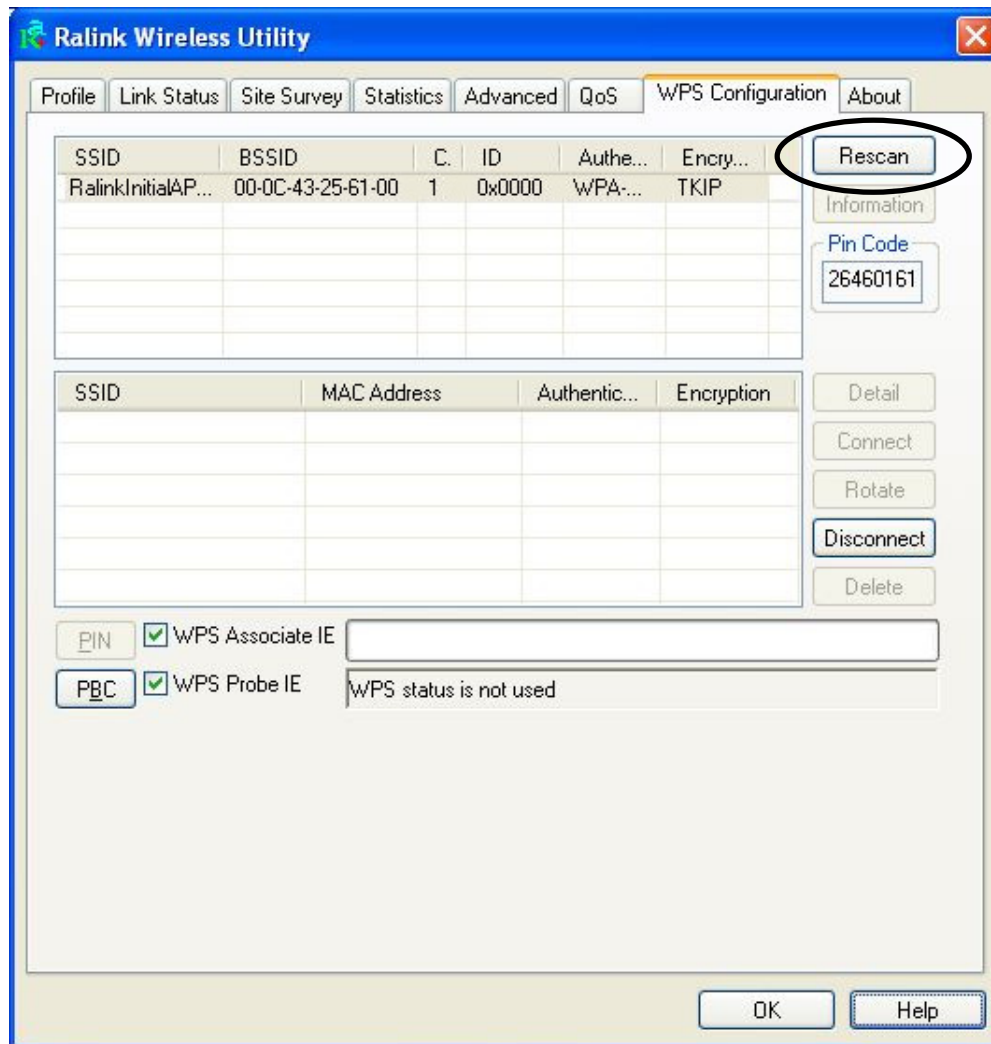 Ralink Wireless Utility
Profile Link Status Site Survey Statistics Advanced QoS WPS Configuration About
SSID BSSID C. ID Authe... Encry... Rescan
RalinkInitialAP... 00-0C-43-25-61-00 1 0x0000 WPA-... TKIP
Information
Pin Code
26460161
SSID MAC Address Authentic... Encryption Detail
Connect
Rotate
Disconnect
Delete
PIN WPS Associate IE
PBC WPS Probe IE WPS status is not used
OK Help